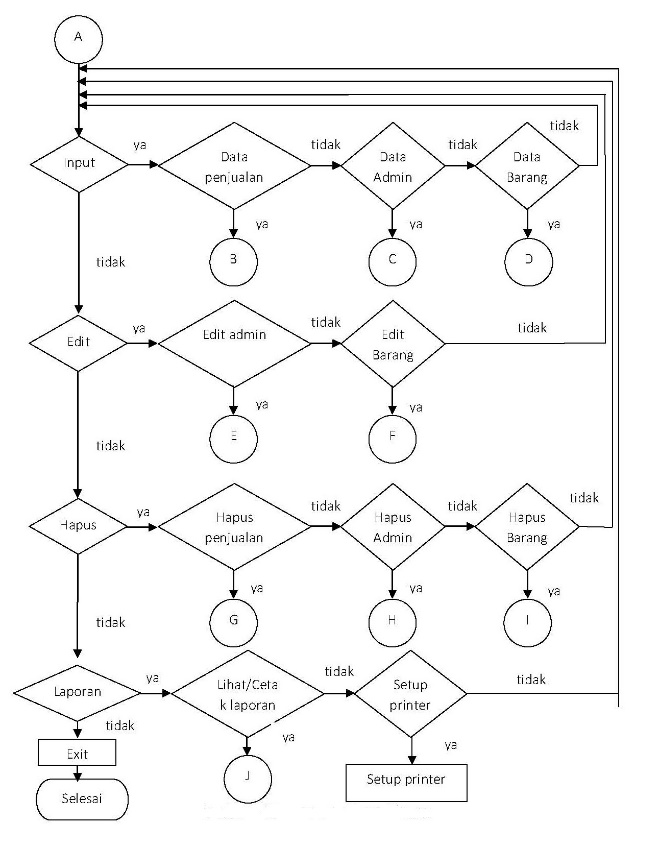 A
tidak
ya
tidak
tidak
Input
Data
penjualan
Data
Admin
Data
Barang
ya
ya
ya
B
C
D
tidak
ya
tidak
tidak
Edit
Edit admin
Edit
Barang
ya
ya
E
F
tidak
ya
tidak
tidak
tidak
Hapus
Hapus
penjualan
Hapus
Admin
Hapus
Barang
ya
ya
ya
G
H
I
tidak
ya
tidak
tidak
Laporan
Lihat/Ceta
k laporan
Setup
printer
tidak
ya
ya
Exit
J
Setup printer
Selesai